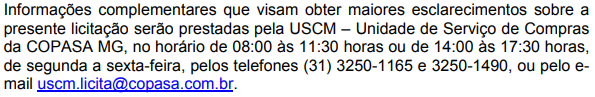 Informações complementares que visam obter maiores esclarecimentos sobre a
presente licitação serão prestadas pela USCM – Unidade de Serviço de Compras
da COPASA MG, no horário de 08:00 às 11:30 horas ou de 14:00 às 17:30 horas,
de segunda a sexta-feira, pelos telefones (31) 3250-1165 e 3250-1490, ou pelo e-
mail uscm.licita@copasa.com.br.